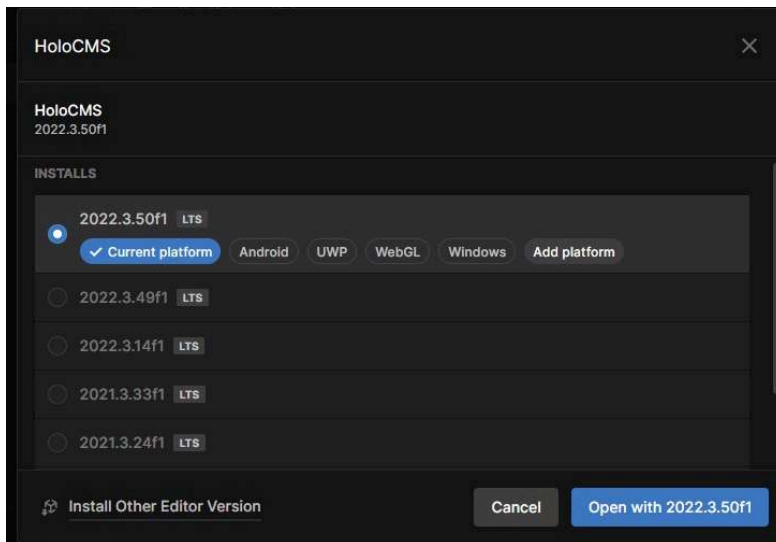 HoloCMS
HoloCMS
2022.3.50f1
INSTALLS
2022.3.50f1 LTS
Current platform Android UWP WebGL Windows Add platform
2022.3.49f1 LTS
2022.3.14f1 LTS
2021.3.33f1 LTS
2021.3.24f1 LTS
Install Other Editor Version Cancel Open with 2022.3.50f1